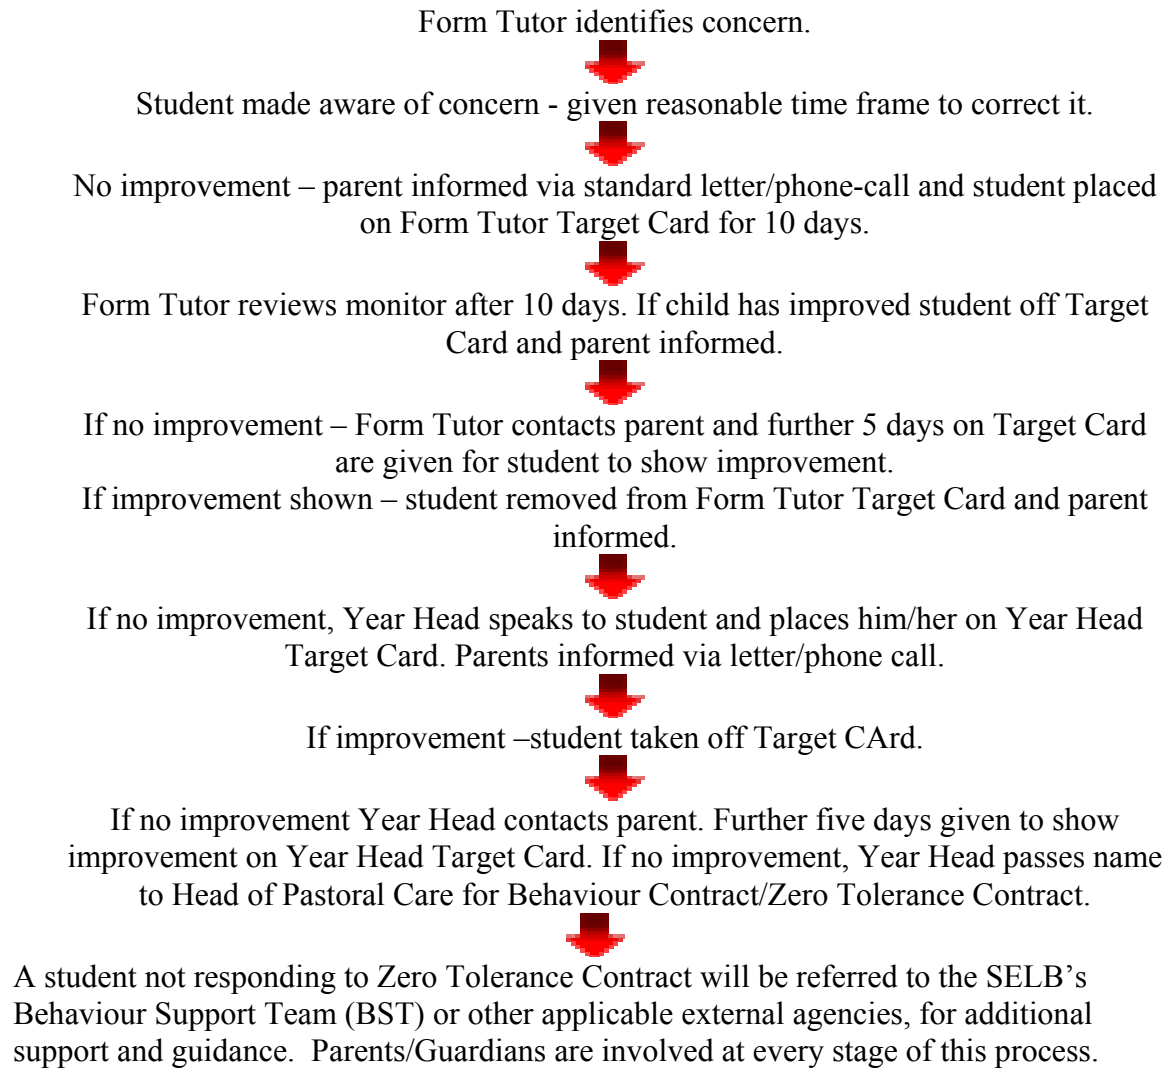 Form Tutor identifies concern.
Student made aware of concern - given reasonable time frame to correct it.
No improvement – parent informed via standard letter/phone-call and student placed
on Form Tutor Target Card for 10 days.
Form Tutor reviews monitor after 10 days. If child has improved student off Target
Card and parent informed.
If no improvement – Form Tutor contacts parent and further 5 days on Target Card
are given for student to show improvement.
If improvement shown – student removed from Form Tutor Target Card and parent
informed.
If no improvement, Year Head speaks to student and places him/her on Year Head
Target Card. Parents informed via letter/phone call.
If improvement –student taken off Target CArd.
If no improvement Year Head contacts parent. Further five days given to show
improvement on Year Head Target Card. If no improvement, Year Head passes name
to Head of Pastoral Care for Behaviour Contract/Zero Tolerance Contract.
A student not responding to Zero Tolerance Contract will be referred to the SELB’s
Behaviour Support Team (BST) or other applicable external agencies, for additional
support and guidance.  Parents/Guardians are involved at every stage of this process.